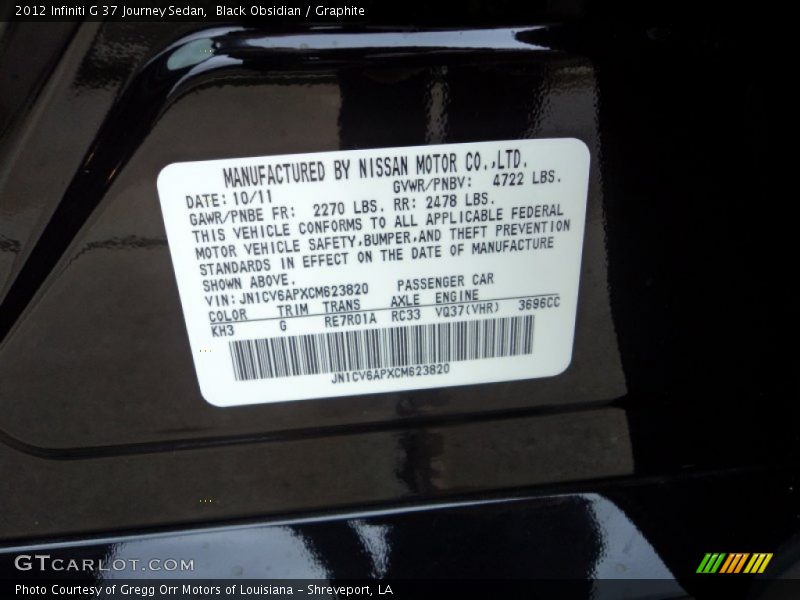 2012 Infiniti G 37 Journey Sedan, Black Obsidian / Graphite
MANUFACTURED BY NISSAN MOTOR CO.,LTD.
DATE: 10/11 GVWR/PNBV: 4722 LBS.
GAWR/PNBE FR: 2270 LBS. RR: 2478 LBS.
THIS VEHICLE CONFORMS TO ALL APPLICABLE FEDERAL
MOTOR VEHICLE SAFETY,BUMPER,AND THEFT PREVENTION
STANDARDS IN EFFECT ON THE DATE OF MANUFACTURE
SHOWN ABOVE.
VIN: JN1CV6APXCM623820 PASSENGER CAR
COLOR TRIM TRANS AXLE ENGINE
KH3 G RE7R01A RC33 VQ37(VHR) 3696CC
JN1CV6APXCM623820
GTCARLOT.COM
Photo Courtesy of Gregg Orr Motors of Louisiana - Shreveport, LA